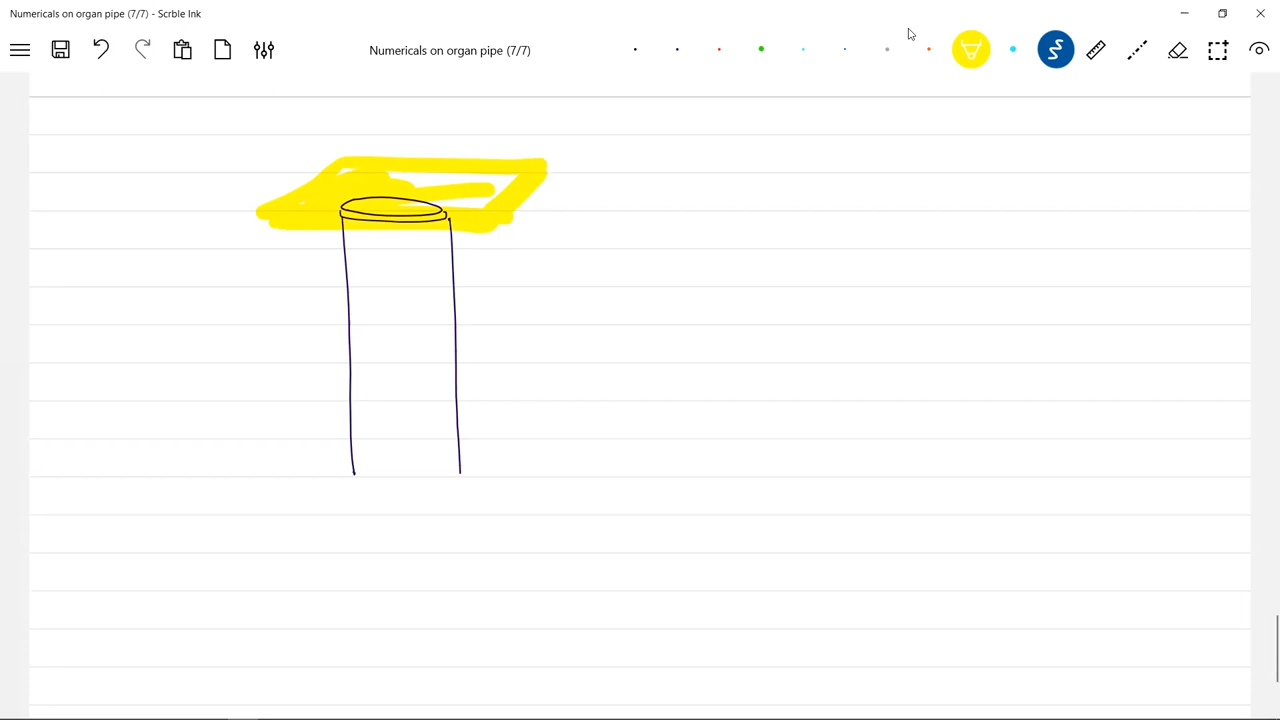 Numericals on organ pipe (7/7) - Scrble Ink
Numericals on organ pipe (7/7)